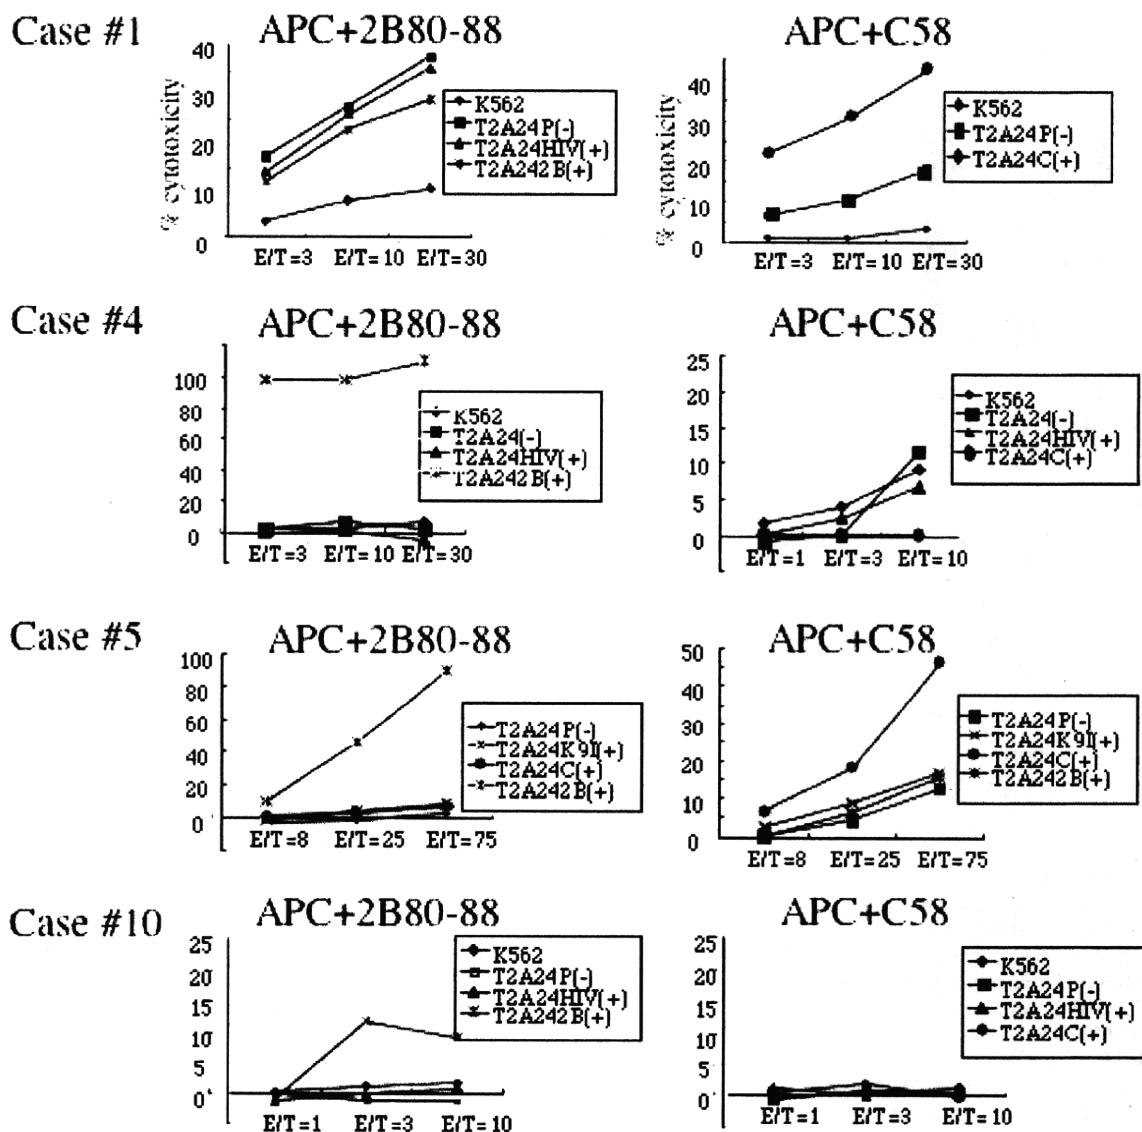 Case #1
APC+2B80-88
% cytotoxicity
40
30
20
10
0
E/T=3 E/T=10 E/T=30
K562
T2A24P(-)
T2A24HIV(+)
T2A242B(+)
APC+C58
% cytotoxicity
40
30
20
10
0
E/T=3 E/T=10 E/T=30
K562
T2A24P(-)
T2A24C(+)
Case #4
APC+2B80-88
100
80
60
40
20
0
E/T=3 E/T=10 E/T=30
K562
T2A24(-)
T2A24HIV(+)
T2A242B(+)
APC+C58
25
20
15
10
5
0
E/T=1 E/T=3 E/T=10
K562
T2A24(-)
T2A24HIV(+)
T2A24C(+)
Case #5
APC+2B80-88
100
80
60
40
20
0
E/T=8 E/T=25 E/T=75
T2A24P(-)
T2A24K9I(+)
T2A24C(+)
T2A242B(+)
APC+C58
50
40
30
20
10
0
E/T=8 E/T=25 E/T=75
T2A24P(-)
T2A24K9I(+)
T2A24C(+)
T2A242B(+)
Case #10
APC+2B80-88
25
20
15
10
5
0
E/T=1 E/T=3 E/T=10
K562
T2A24P(-)
T2A24HIV(+)
T2A242B(+)
APC+C58
25
20
15
10
5
0
E/T=1 E/T=3 E/T=10
K562
T2A24P(-)
T2A24HIV(+)
T2A24C(+)